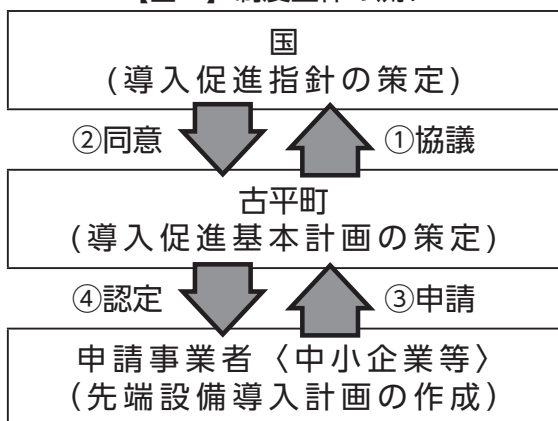 国
(導入促進指針の策定)
②同意 ①協議
古平町
(導入促進基本計画の策定)
④認定 ③申請
申請事業者〈中小企業等〉
(先端設備導入計画の作成)